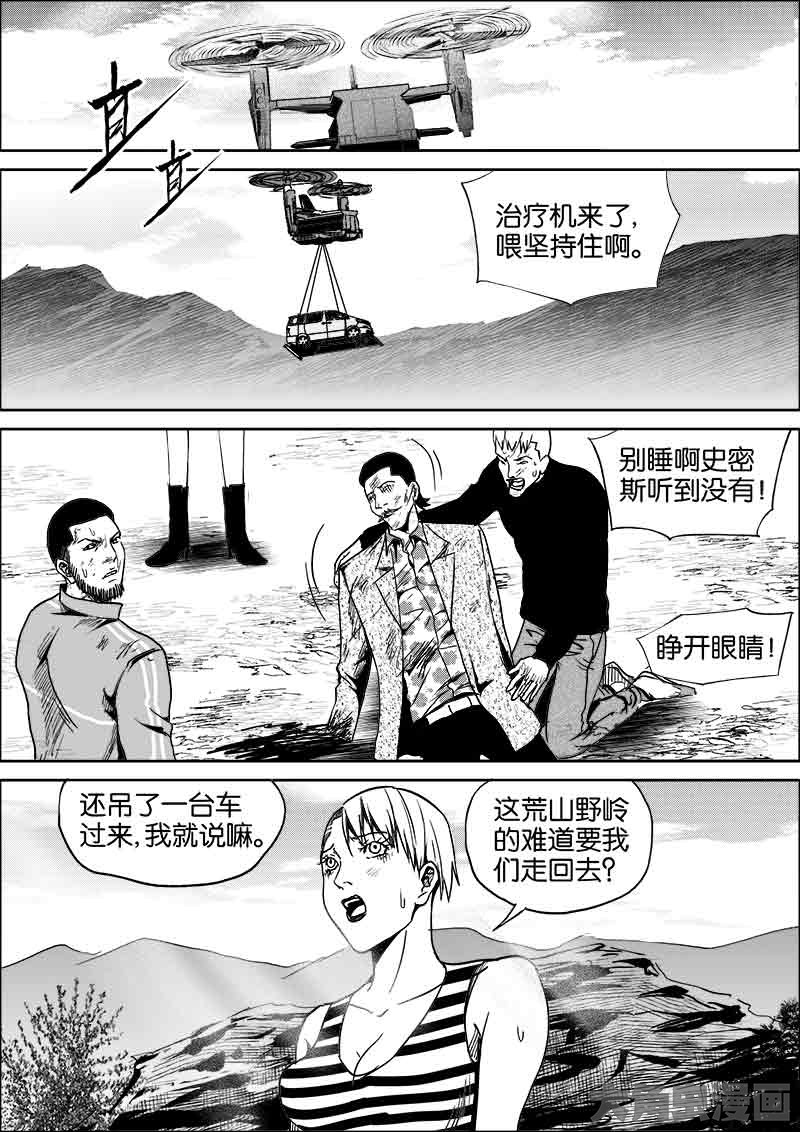 直
直
治疗机来了,
喂坚持住啊。
别睡啊史密
斯听到没有!
睁开眼睛!
还吊了一台车
过来,我就说嘛。
这荒山野岭
的难道要我
们走回去?
漫画